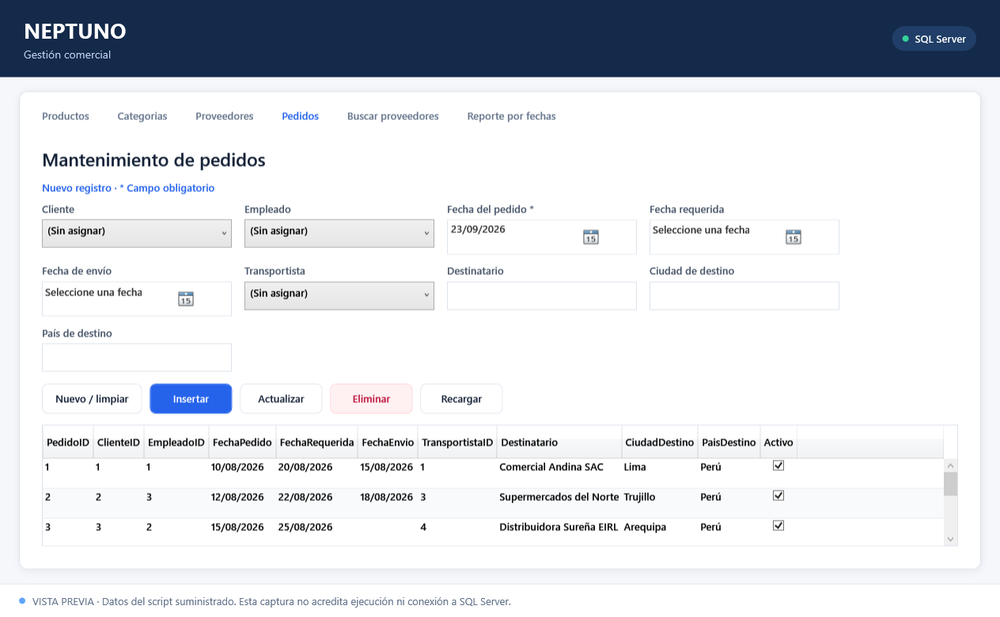 NEPTUNO
Gestión comercial
SQL Server
Productos Categorias Proveedores Pedidos Buscar proveedores Reporte por fechas
Mantenimiento de pedidos
Nuevo registro · * Campo obligatorio
Cliente Empleado Fecha del pedido * Fecha requerida
(Sin asignar) (Sin asignar) 23/09/2026 15 Seleccione una fecha 15
Fecha de envío Transportista Destinatario Ciudad de destino
Seleccione una fecha 15 (Sin asignar)
País de destino
Nuevo / limpiar Insertar Actualizar Eliminar Recargar
PedidoID ClienteID EmpleadoID FechaPedido FechaRequerida FechaEnvio TransportistaID Destinatario CiudadDestino PaisDestino Activo
1 1 1 10/08/2026 20/08/2026 15/08/2026 1 Comercial Andina SAC Lima Perú
2 2 3 12/08/2026 22/08/2026 18/08/2026 3 Supermercados del Norte Trujillo Perú
3 3 2 15/08/2026 25/08/2026 4 Distribuidora Sureña EIRL Arequipa Perú
VISTA PREVIA · Datos del script suministrado. Esta captura no acredita ejecución ni conexión a SQL Server.